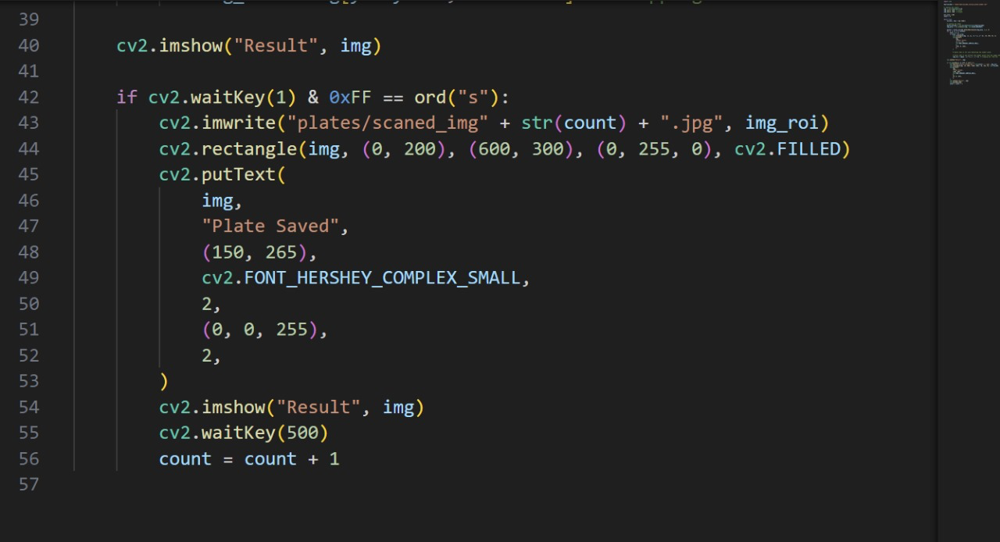 39
40 cv2.imshow("Result", img)
41
42 if cv2.waitKey(1) & 0xFF == ord("s"):
43 cv2.imwrite("plates/scaned_img" + str(count) + ".jpg", img_roi)
44 cv2.rectangle(img, (0, 200), (600, 300), (0, 255, 0), cv2.FILLED)
45 cv2.putText(
46 img,
47 "Plate Saved",
48 (150, 265),
49 cv2.FONT_HERSHEY_COMPLEX_SMALL,
50 2,
51 (0, 0, 255),
52 2,
53 )
54 cv2.imshow("Result", img)
55 cv2.waitKey(500)
56 count = count + 1
57